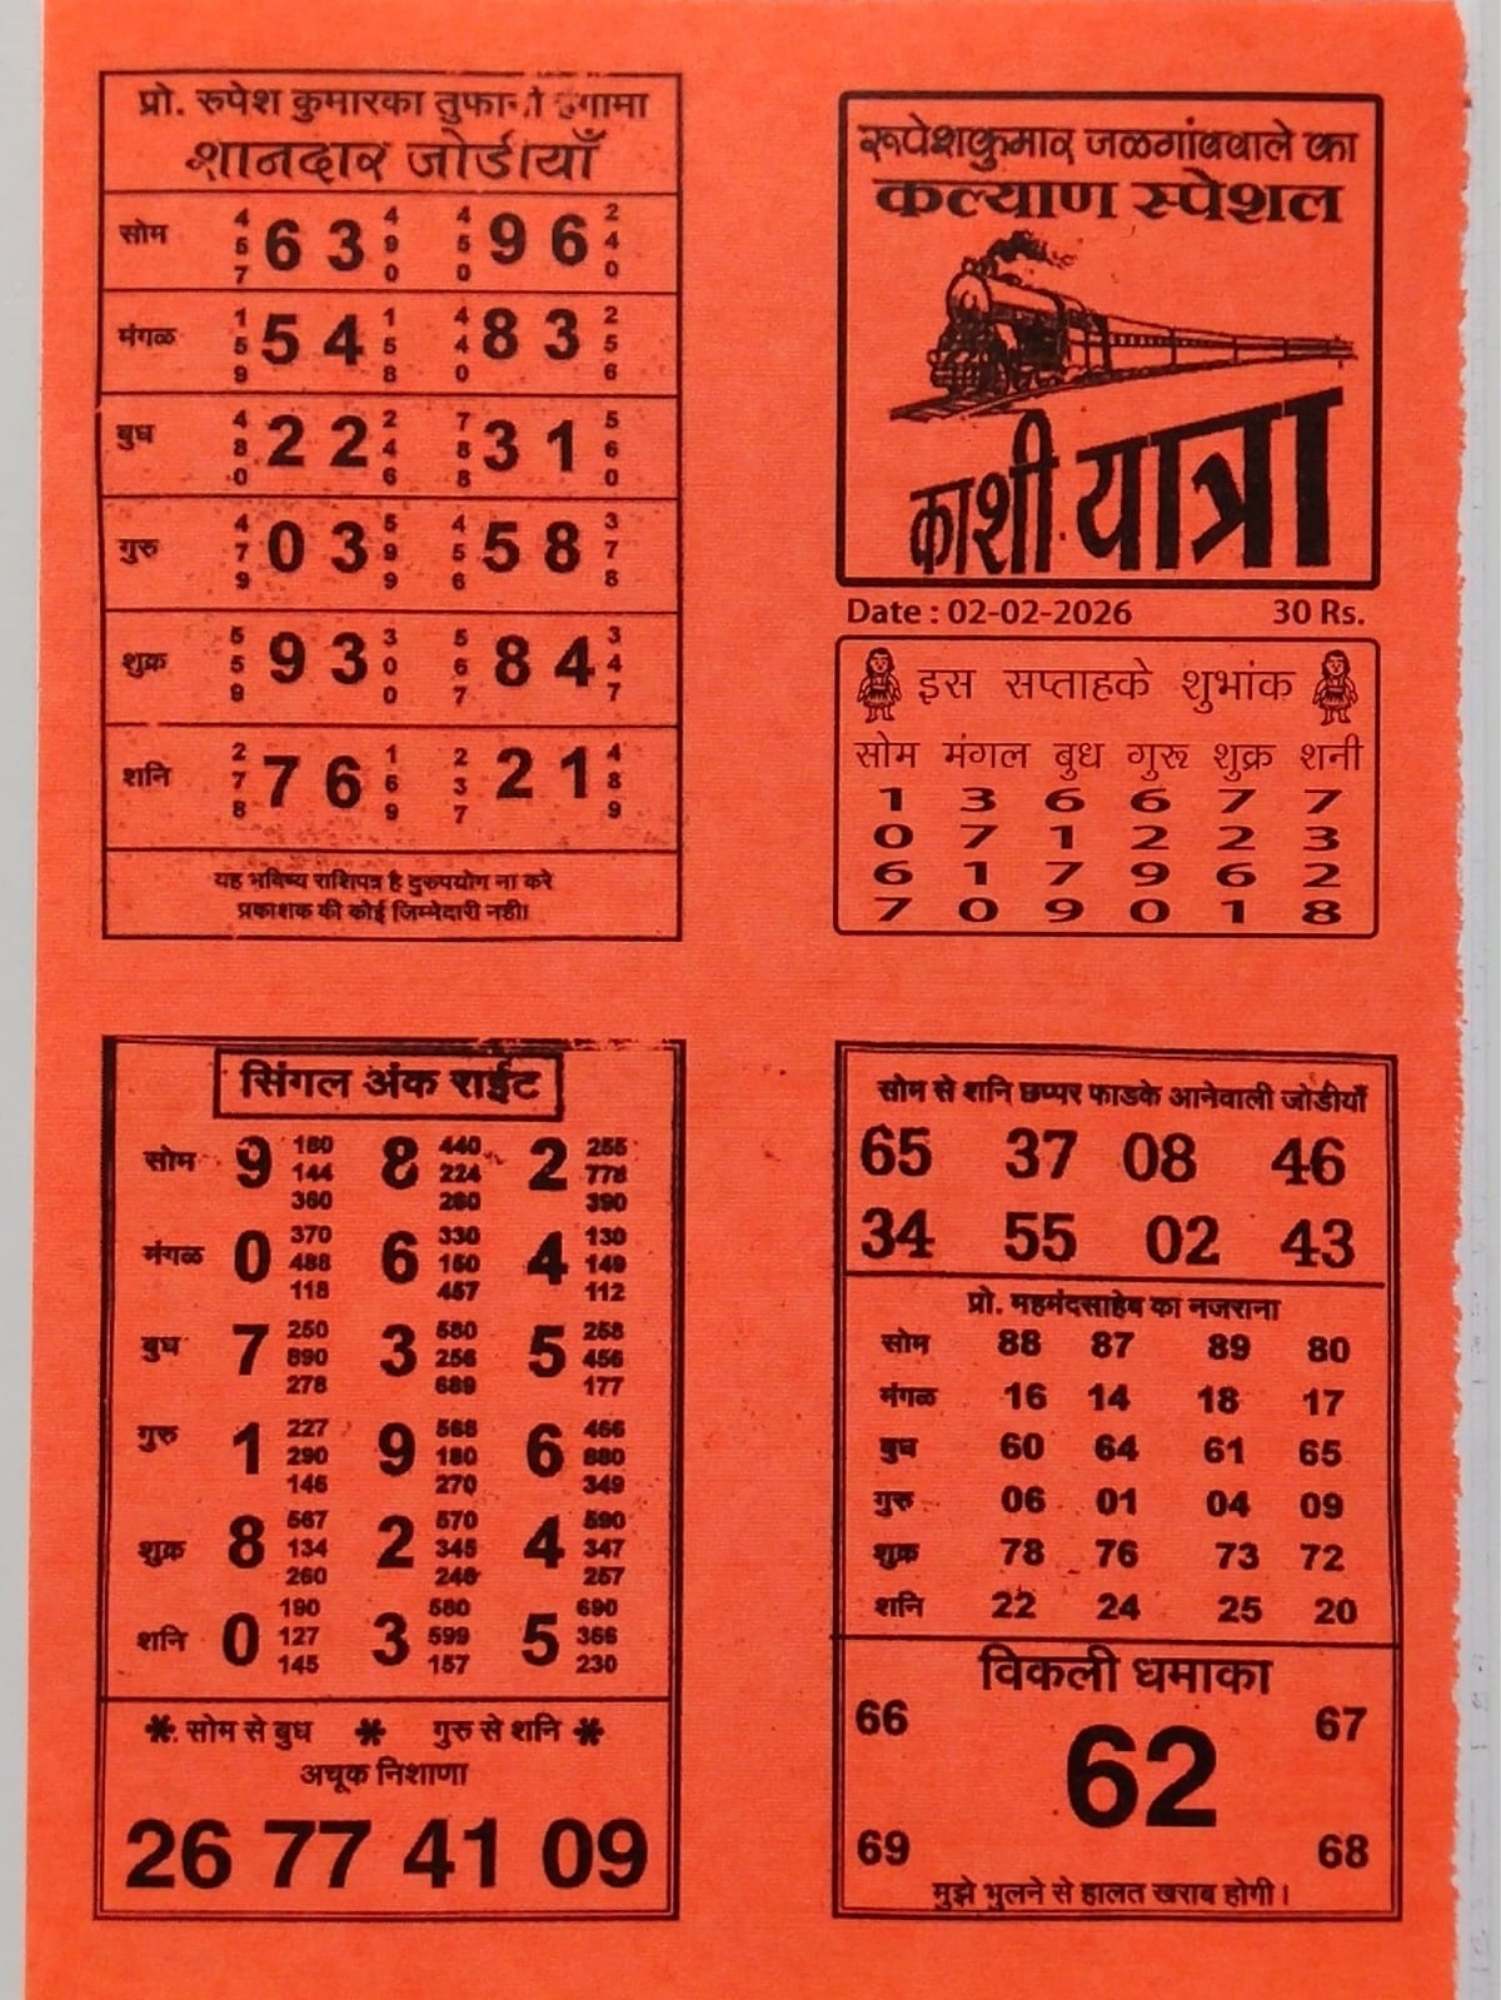 प्रो. रुपेश कुमारका तुफानी हंगामा
शानदार जोडीयाँ
सोम 457 63 490 450 96 240
मंगळ 159 54 158 440 83 256
बुध 480 22 246 788 31 560
गुरु 479 03 599 456 58 378
शुक्र 559 93 300 567 84 347
शनि 278 76 169 237 21 489
यह भविष्य राशिपत्र है दुरुपयोग ना करे
प्रकाशक की कोई जिम्मेदारी नही।
रूपेशकुमार जळगांववाले का
कल्याण स्पेशल
काशी यात्रा
Date : 02-02-2026 30 Rs.
इस सप्ताहके शुभांक
सोम मंगल बुध गुरू शुक्र शनी
1 3 6 6 7 7
0 7 1 2 2 3
6 1 7 9 6 2
7 0 9 0 1 8
सिंगल अंक राईट
सोम 9 180 144 360 8 440 224 260 2 255 778 390
मंगळ 0 370 488 118 6 330 150 457 4 130 149 112
बुध 7 250 890 278 3 580 256 689 5 258 456 177
गुरु 1 227 290 146 9 568 180 270 6 466 880 349
शुक्र 8 567 134 260 2 570 345 246 4 590 347 257
शनि 0 190 127 145 3 580 599 157 5 690 366 230
सोम से बुध गुरु से शनि
अचूक निशाणा
26 77 41 09
सोम से शनि छप्पर फाडके आनेवाली जोडीयाँ
65 37 08 46
34 55 02 43
प्रो. महमंदसाहेब का नजराना
सोम 88 87 89 80
मंगळ 16 14 18 17
बुध 60 64 61 65
गुरु 06 01 04 09
शुक्र 78 76 73 72
शनि 22 24 25 20
विकली धमाका
66 67
62
69 68
मुझे भुलने से हालत खराब होगी।